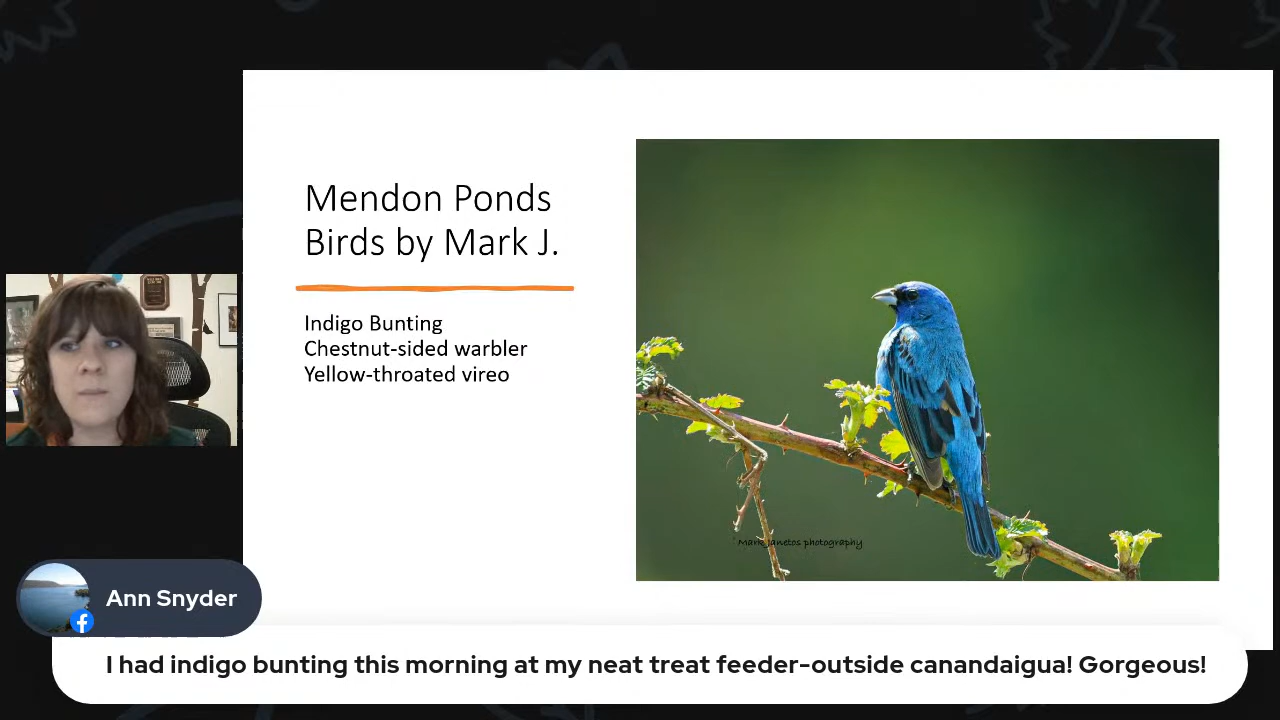 Mendon Ponds
Birds by Mark J.
Indigo Bunting
Chestnut-sided warbler
Yellow-throated vireo
Mark Janetos photography
Ann Snyder
I had indigo bunting this morning at my neat treat feeder-outside canandaigua! Gorgeous!